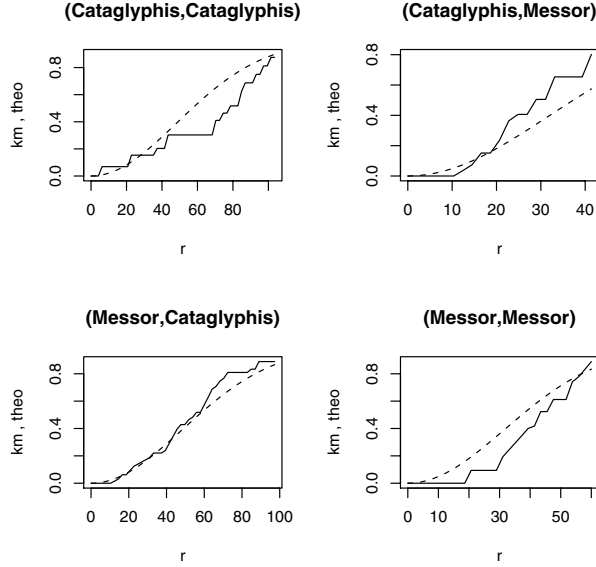 (Cataglyphis,Cataglyphis)
km , theo
0.0 0.4 0.8
0 20 40 60 80
r
(Cataglyphis,Messor)
km , theo
0.0 0.4 0.8
0 10 20 30 40
r
(Messor,Cataglyphis)
km , theo
0.0 0.4 0.8
0 20 40 60 80 100
r
(Messor,Messor)
km , theo
0.0 0.4 0.8
0 10 30 50
r